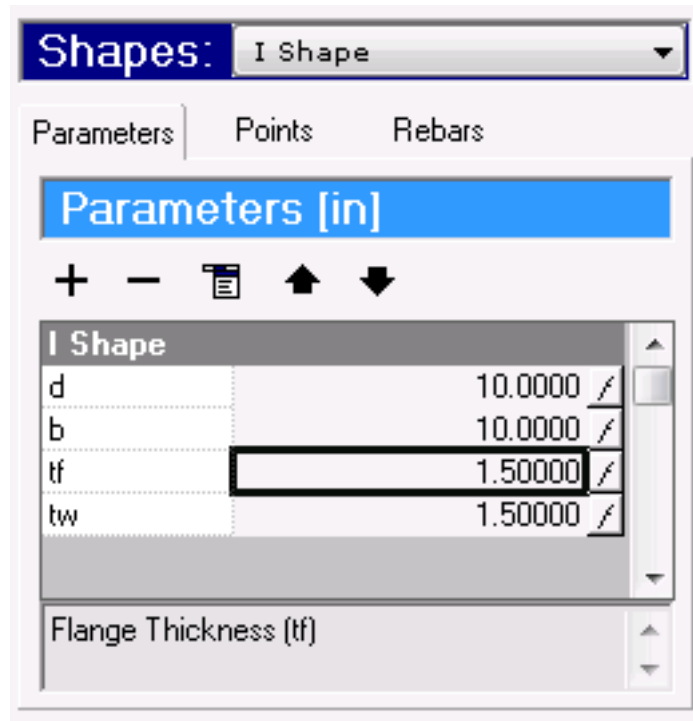 Shapes: I Shape
Parameters Points Rebars
Parameters [in]
I Shape
d 10.0000 f
b 10.0000 f
tf 1.50000 f
tw 1.50000 f
Flange Thickness (tf)